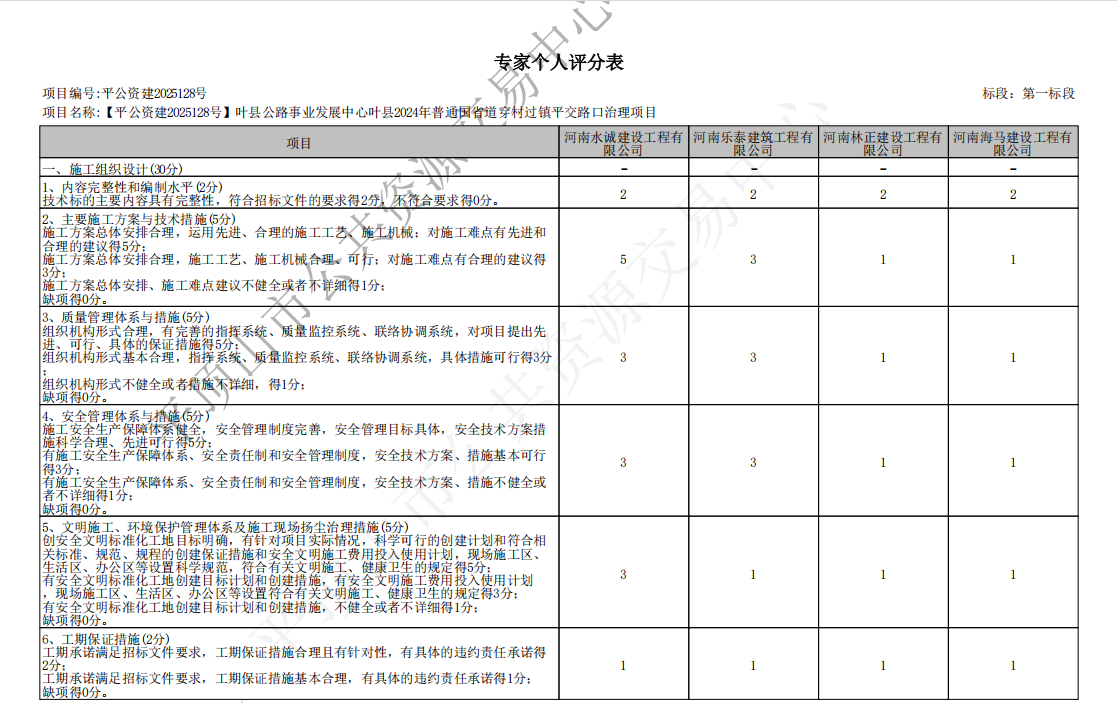 专家个人评分表
项目编号:平公资建2025128号
标段：第一标段
项目名称:【平公资建2025128号】叶县公路事业发展中心叶县2024年普通国省道穿村过镇平交路口治理项目
项目
河南水诚建设工程有限公司
河南乐泰建筑工程有限公司
河南林正建设工程有限公司
河南海马建设工程有限公司
一、施工组织设计(30分)
- - - -
1、内容完整性和编制水平(2分)
技术标的主要内容具有完整性，符合招标文件的要求得2分，不符合要求得0分。
2 2 2 2
2、主要施工方案与技术措施(5分)
施工方案总体安排合理，运用先进、合理的施工工艺、施工机械；对施工难点有先进和
合理的建议得5分；
施工方案总体安排合理，施工工艺、施工机械合理、可行；对施工难点有合理的建议得
3分；
施工方案总体安排、施工难点建议不健全或者不详细得1分；
缺项得0分。
5 3 1 1
3、质量管理体系与措施(5分)
组织机构形式合理，有完善的指挥系统、质量监控系统、联络协调系统，对项目提出先
进、可行、具体的保证措施得5分；
组织机构形式基本合理，指挥系统、质量监控系统、联络协调系统，具体措施可行得3分
；
组织机构形式不健全或者措施不详细，得1分；
缺项得0分。
3 3 1 1
4、安全管理体系与措施(5分)
施工安全生产保障体系健全，安全管理制度完善，安全管理目标具体，安全技术方案措
施科学合理、先进可行得5分；
有施工安全生产保障体系、安全责任制和安全管理制度，安全技术方案、措施基本可行
得3分；
有施工安全生产保障体系、安全责任制和安全管理制度，安全技术方案、措施不健全或
者不详细得1分；
缺项得0分。
3 3 1 1
5、文明施工、环境保护管理体系及施工现场扬尘治理措施(5分)
创安全文明标准化工地目标明确，有针对项目实际情况，科学可行的创建计划和符合相
关标准、规范、规程的创建保证措施和安全文明施工费用投入使用计划，现场施工区、
生活区、办公区等设置科学规范，符合有关文明施工、健康卫生的规定得5分；
有安全文明标准化工地创建目标计划和创建措施，有安全文明施工费用投入使用计划
，现场施工区、生活区、办公区等设置符合有关文明施工、健康卫生的规定得3分；
有安全文明标准化工地创建目标计划和创建措施，不健全或者不详细得1分；
缺项得0分。
3 1 1 1
6、工期保证措施(2分)
工期承诺满足招标文件要求，工期保证措施合理且有针对性，有具体的违约责任承诺得
2分；
工期承诺满足招标文件要求，工期保证措施基本合理，有具体的违约责任承诺得1分；
缺项得0分。
1 1 1 1
平顶山市公共资源交易中心
平顶山市公共资源交易中心